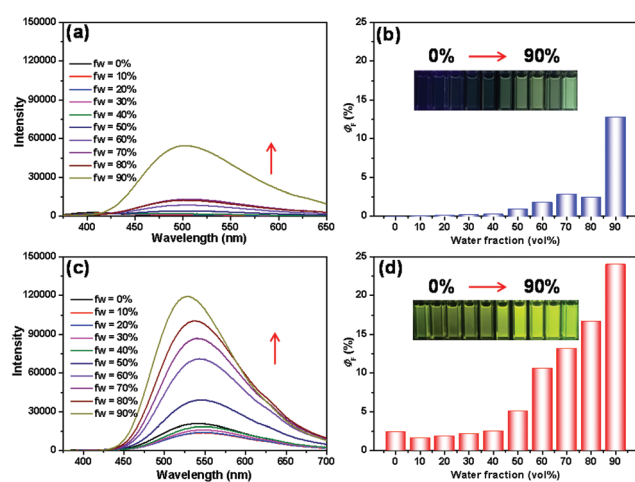 (a)
150000
120000
90000
60000
30000
0
Intensity
fw = 0%
fw = 10%
fw = 20%
fw = 30%
fw = 40%
fw = 50%
fw = 60%
fw = 70%
fw = 80%
fw = 90%
400 450 500 550 600 650
Wavelength (nm)
(b)
25
20
15
10
5
0
ΦF (%)
0% 90%
0 10 20 30 40 50 60 70 80 90
Water fraction (vol%)
(c)
150000
120000
90000
60000
30000
0
Intensity
fw = 0%
fw = 10%
fw = 20%
fw = 30%
fw = 40%
fw = 50%
fw = 60%
fw = 70%
fw = 80%
fw = 90%
400 450 500 550 600 650 700
Wavelength (nm)
(d)
25
20
15
10
5
0
ΦF (%)
0% 90%
0 10 20 30 40 50 60 70 80 90
Water fraction (vol%)